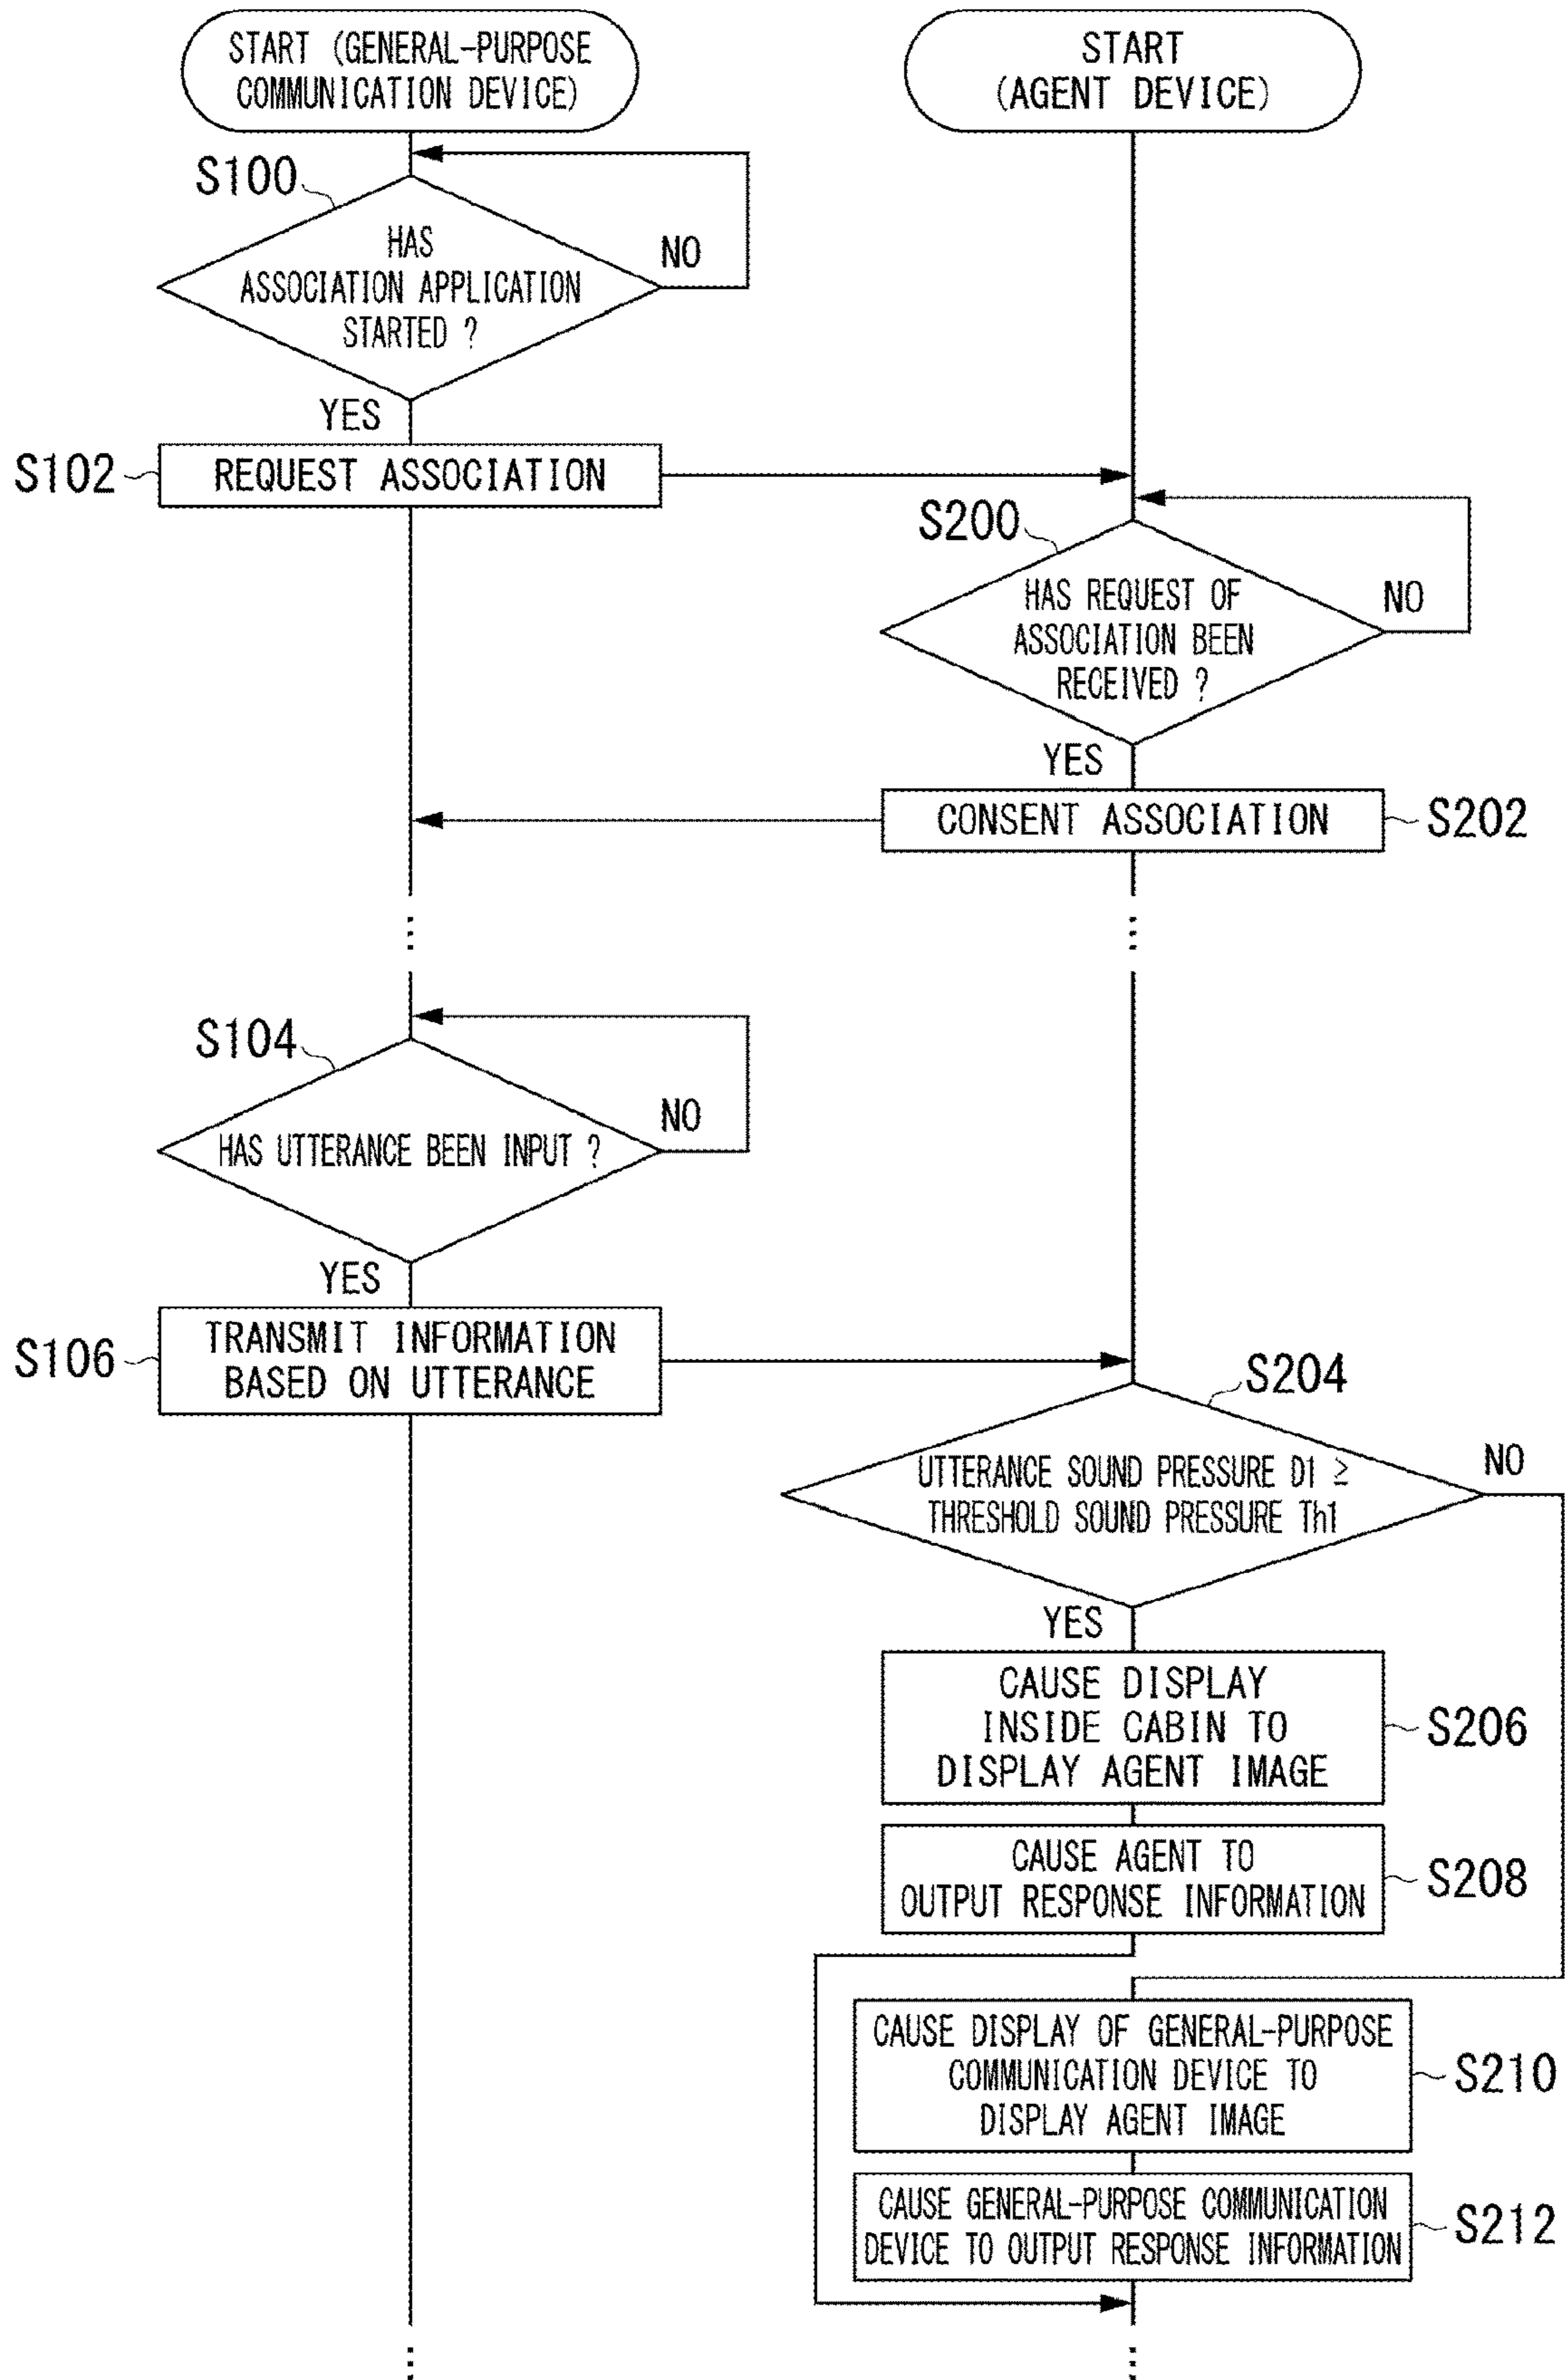 START (GENERAL-PURPOSE
COMMUNICATION DEVICE)
START
(AGENT DEVICE)
S100
HAS
ASSOCIATION APPLICATION
STARTED ?
NO
YES
S102
REQUEST ASSOCIATION
S200
HAS REQUEST OF
ASSOCIATION BEEN
RECEIVED ?
NO
YES
CONSENT ASSOCIATION
S202
S104
HAS UTTERANCE BEEN INPUT ?
NO
YES
S106
TRANSMIT INFORMATION
BASED ON UTTERANCE
S204
UTTERANCE SOUND PRESSURE D1 ≥
THRESHOLD SOUND PRESSURE Th1
NO
YES
CAUSE DISPLAY
INSIDE CABIN TO
DISPLAY AGENT IMAGE
S206
CAUSE AGENT TO
OUTPUT RESPONSE INFORMATION
S208
CAUSE DISPLAY OF GENERAL-PURPOSE
COMMUNICATION DEVICE TO
DISPLAY AGENT IMAGE
S210
CAUSE GENERAL-PURPOSE COMMUNICATION
DEVICE TO OUTPUT RESPONSE INFORMATION
S212